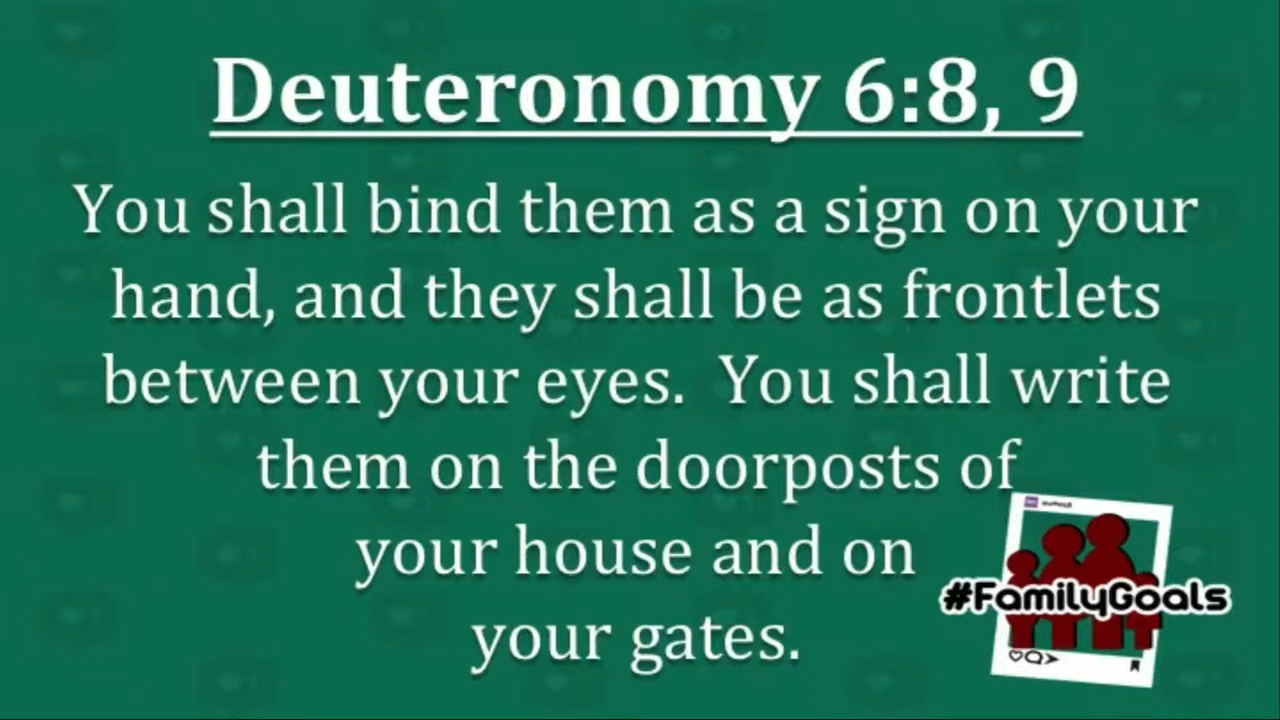 Deuteronomy 6:8, 9
You shall bind them as a sign on your
hand, and they shall be as frontlets
between your eyes.  You shall write
them on the doorposts of
your house and on
your gates.
#FamilyGoals